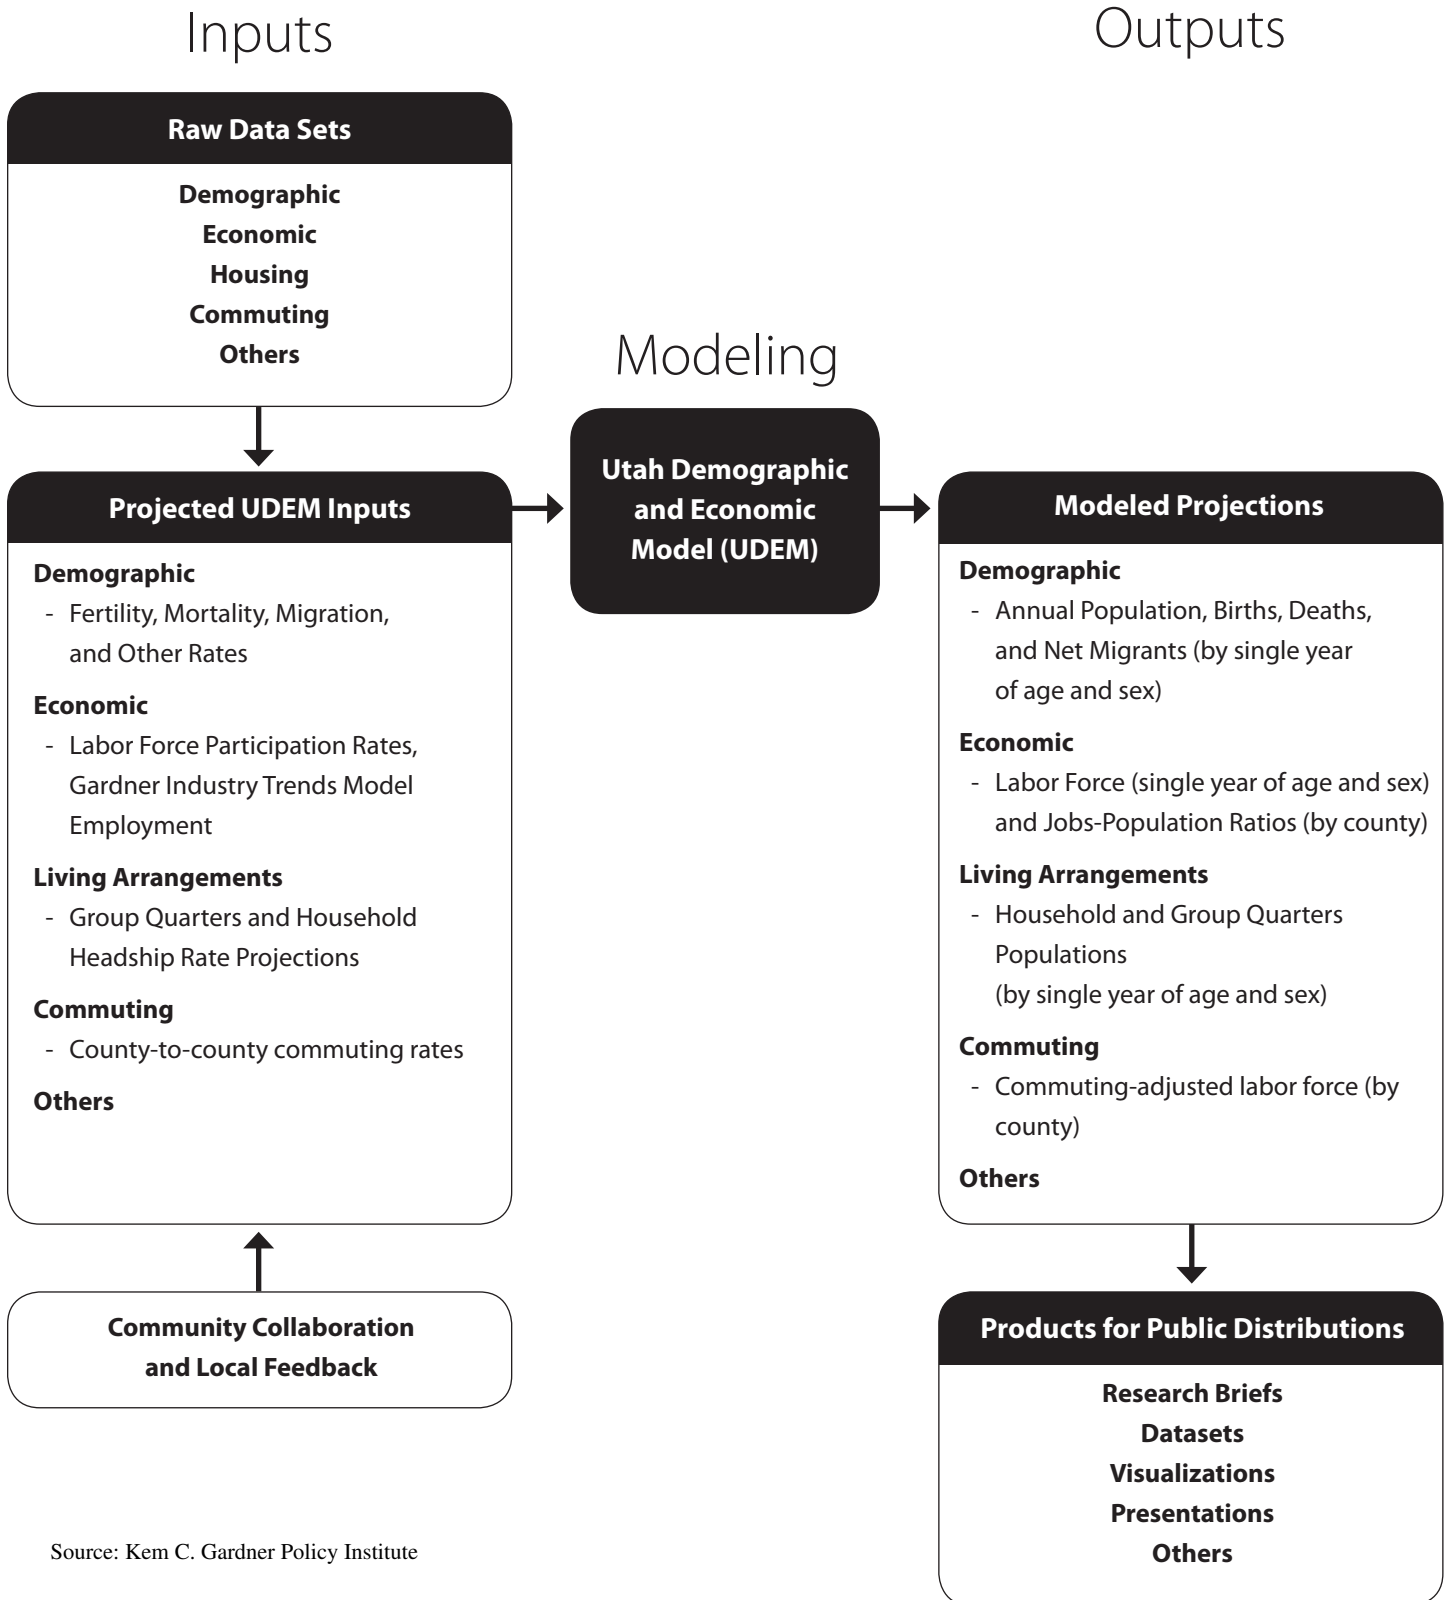 Inputs
Raw Data Sets
Demographic
Economic
Housing
Commuting
Others
Projected UDEM Inputs
Demographic
- Fertility, Mortality, Migration,
and Other Rates
Economic
- Labor Force Participation Rates,
Gardner Industry Trends Model
Employment
Living Arrangements
- Group Quarters and Household
Headship Rate Projections
Commuting
- County-to-county commuting rates
Others
Community Collaboration
and Local Feedback
Modeling
Utah Demographic
and Economic
Model (UDEM)
Outputs
Modeled Projections
Demographic
- Annual Population, Births, Deaths,
and Net Migrants (by single year
of age and sex)
Economic
- Labor Force (single year of age and sex)
and Jobs-Population Ratios (by county)
Living Arrangements
- Household and Group Quarters
Populations
(by single year of age and sex)
Commuting
- Commuting-adjusted labor force (by
county)
Others
Products for Public Distributions
Research Briefs
Datasets
Visualizations
Presentations
Others
Source: Kem C. Gardner Policy Institute